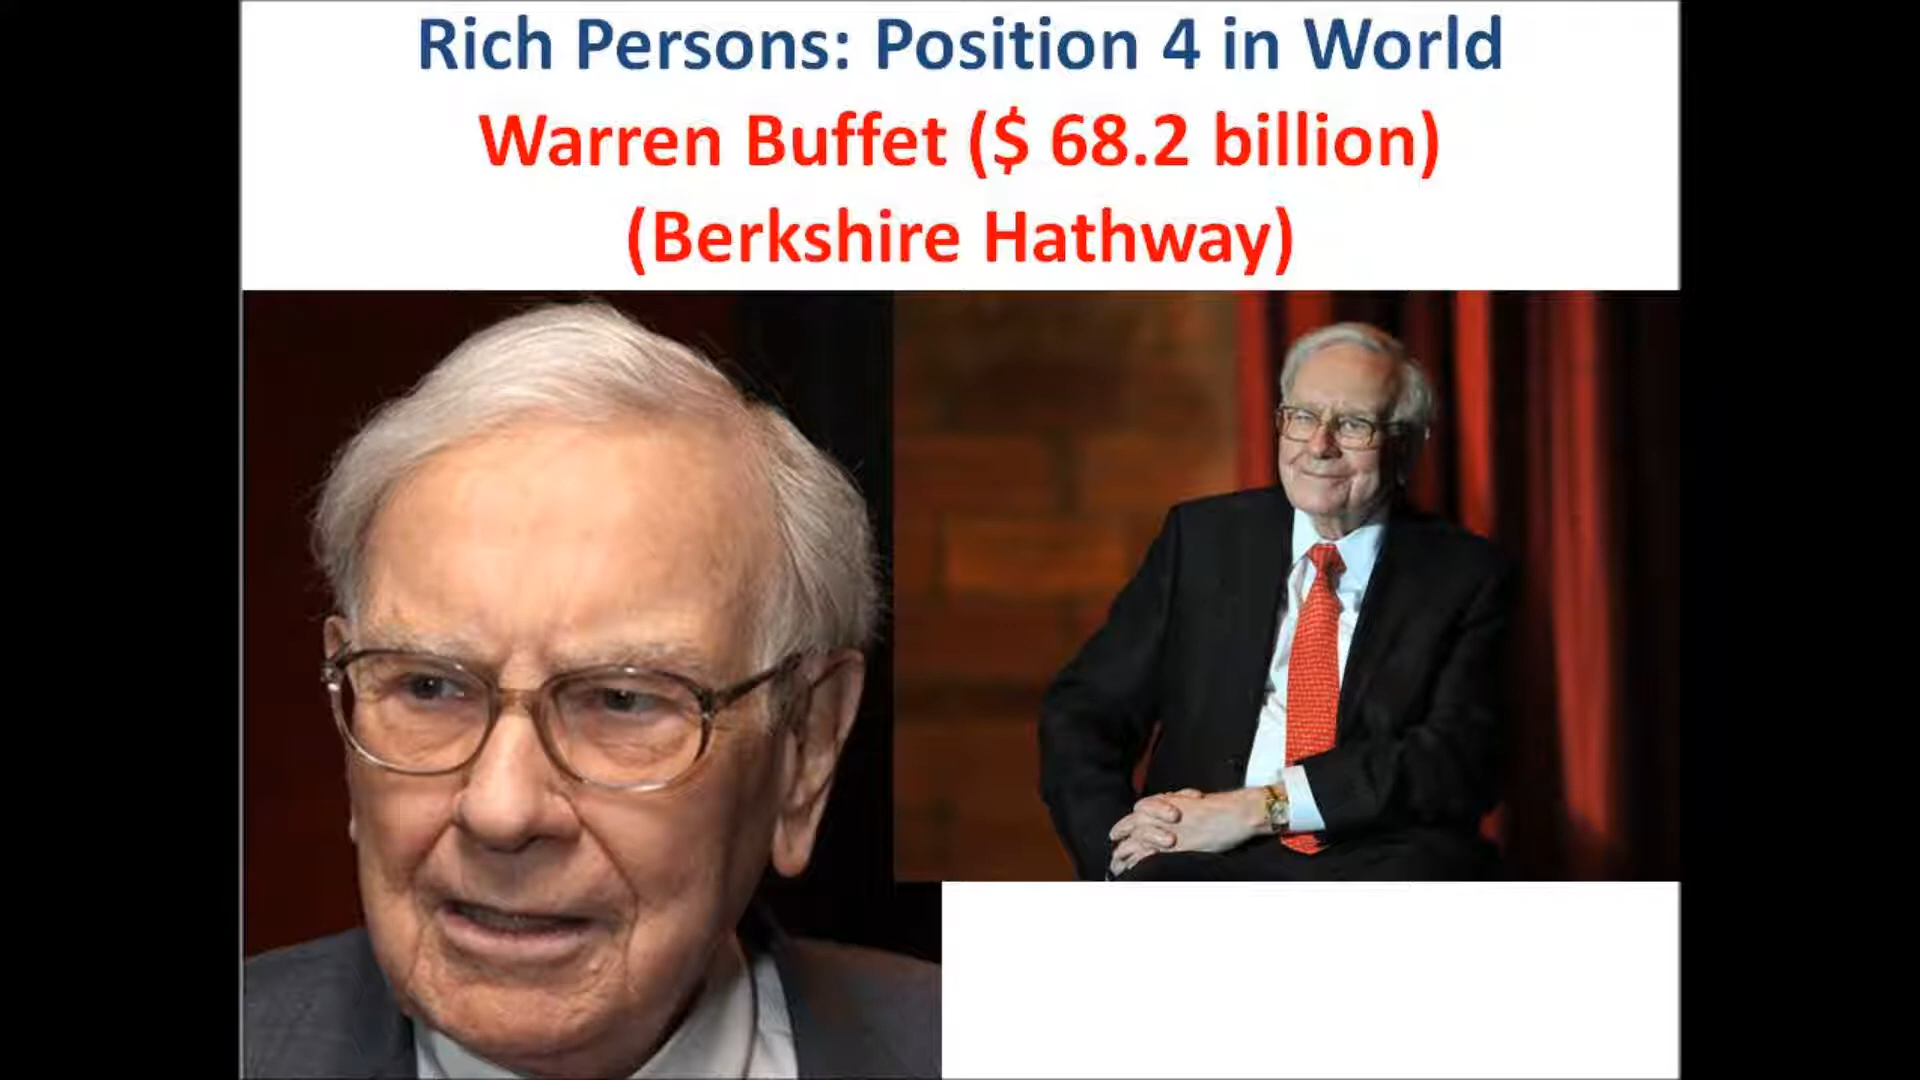 Rich Persons: Position 4 in World
Warren Buffet ($ 68.2 billion)
(Berkshire Hathway)